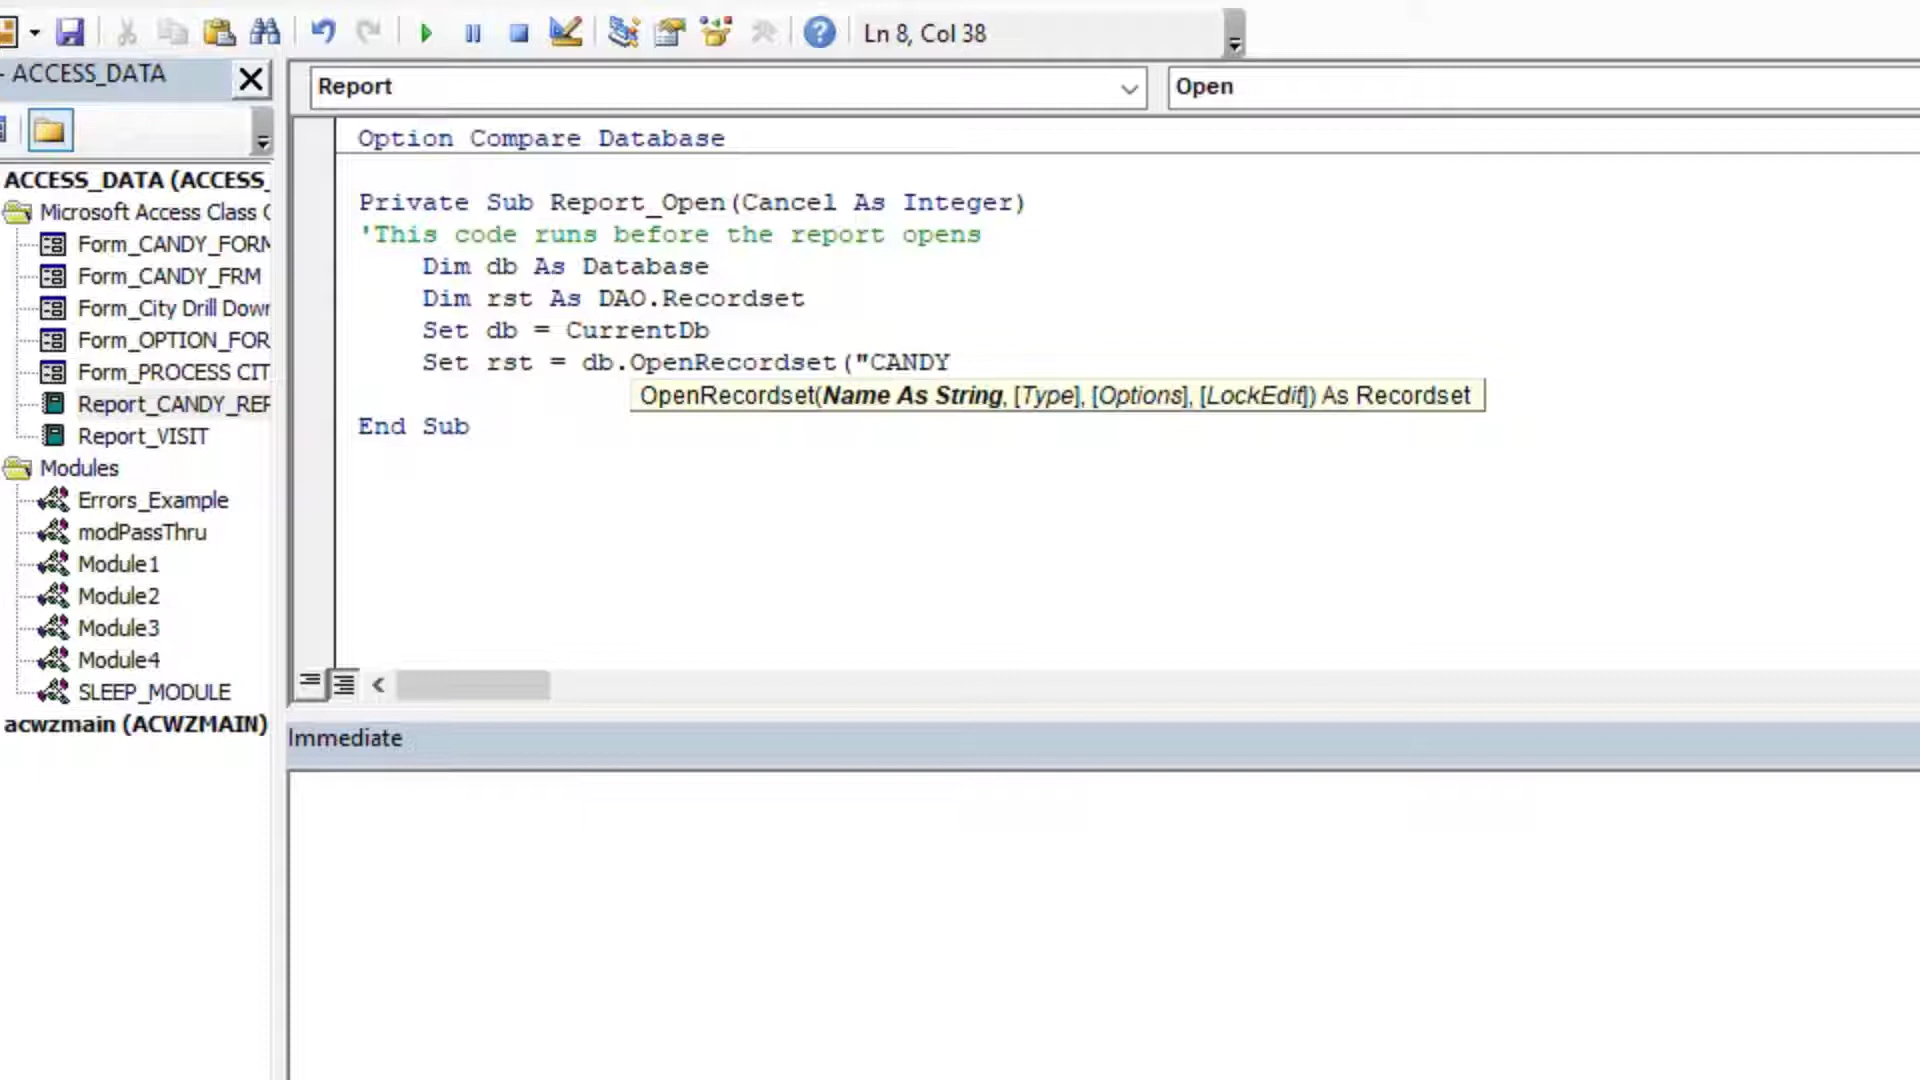 Ln 8, Col 38
- ACCESS_DATA
Report
Open
ACCESS_DATA (ACCESS_
Microsoft Access Class C
Form_CANDY_FORM
Form_CANDY_FRM
Form_City Drill Down
Form_OPTION_FOR
Form_PROCESS CIT
Report_CANDY_REP
Report_VISIT
Modules
Errors_Example
modPassThru
Module1
Module2
Module3
Module4
SLEEP_MODULE
acwzmain (ACWZMAIN)
Option Compare Database
Private Sub Report_Open(Cancel As Integer)
'This code runs before the report opens
Dim db As Database
Dim rst As DAO.Recordset
Set db = CurrentDb
Set rst = db.OpenRecordset("CANDY
OpenRecordset(Name As String, [Type], [Options], [LockEdit]) As Recordset
End Sub
Immediate